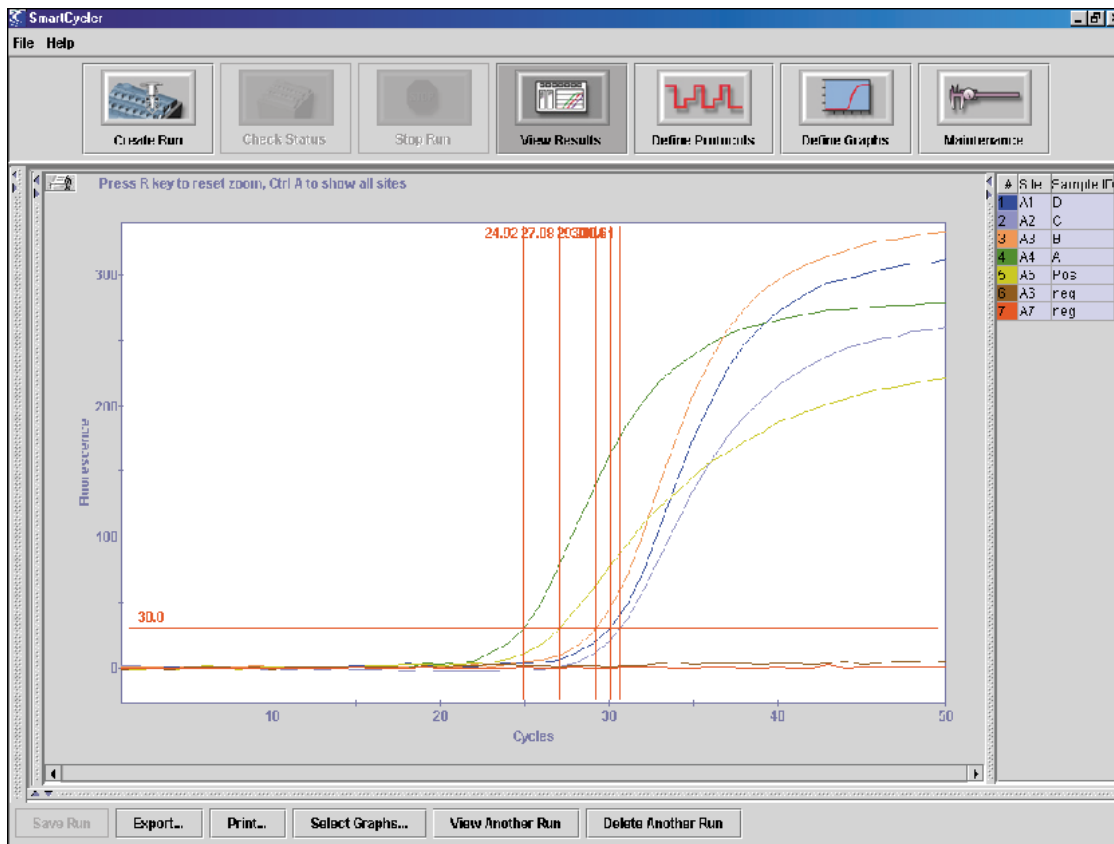 SmartCycler
File Help
Create Run Check Status Stop Run View Results Define Protocols Define Graphs Maintenance
Press R key to reset zoom, Ctrl A to show all sites
# Site Sample ID
1 A1 D
2 A2 C
3 A3 B
4 A4 A
5 A5 Pos
6 A6 neg
7 A7 neg
24.92 27.08
300
200
Fluorescence
100
30.0
0
10 20 30 40 50
Cycles
Save Run Export... Print... Select Graphs... View Another Run Delete Another Run